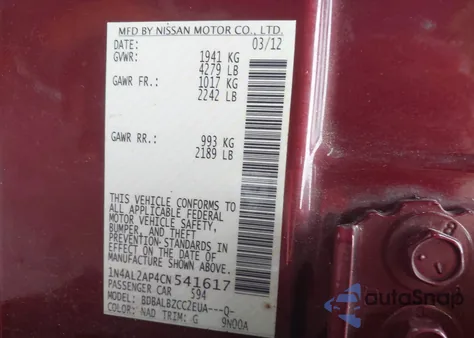 MFD BY NISSAN MOTOR CO., LTD.
DATE: 03/12
GVWR: 1941 KG
4279 LB
GAWR FR.: 1017 KG
2242 LB
GAWR RR.: 993 KG
2189 LB
THIS VEHICLE CONFORMS TO
ALL APPLICABLE FEDERAL
MOTOR VEHICLE SAFETY,
BUMPER, AND THEFT
PREVENTION STANDARDS IN
EFFECT ON THE DATE OF
MANUFACTURE SHOWN ABOVE.
1N4AL2AP4CN541617
PASSENGER CAR 594
MODEL: BDBALBZCC2EUA---Q-
COLOR: NAD TRIM: G 9N00A
autoSnap